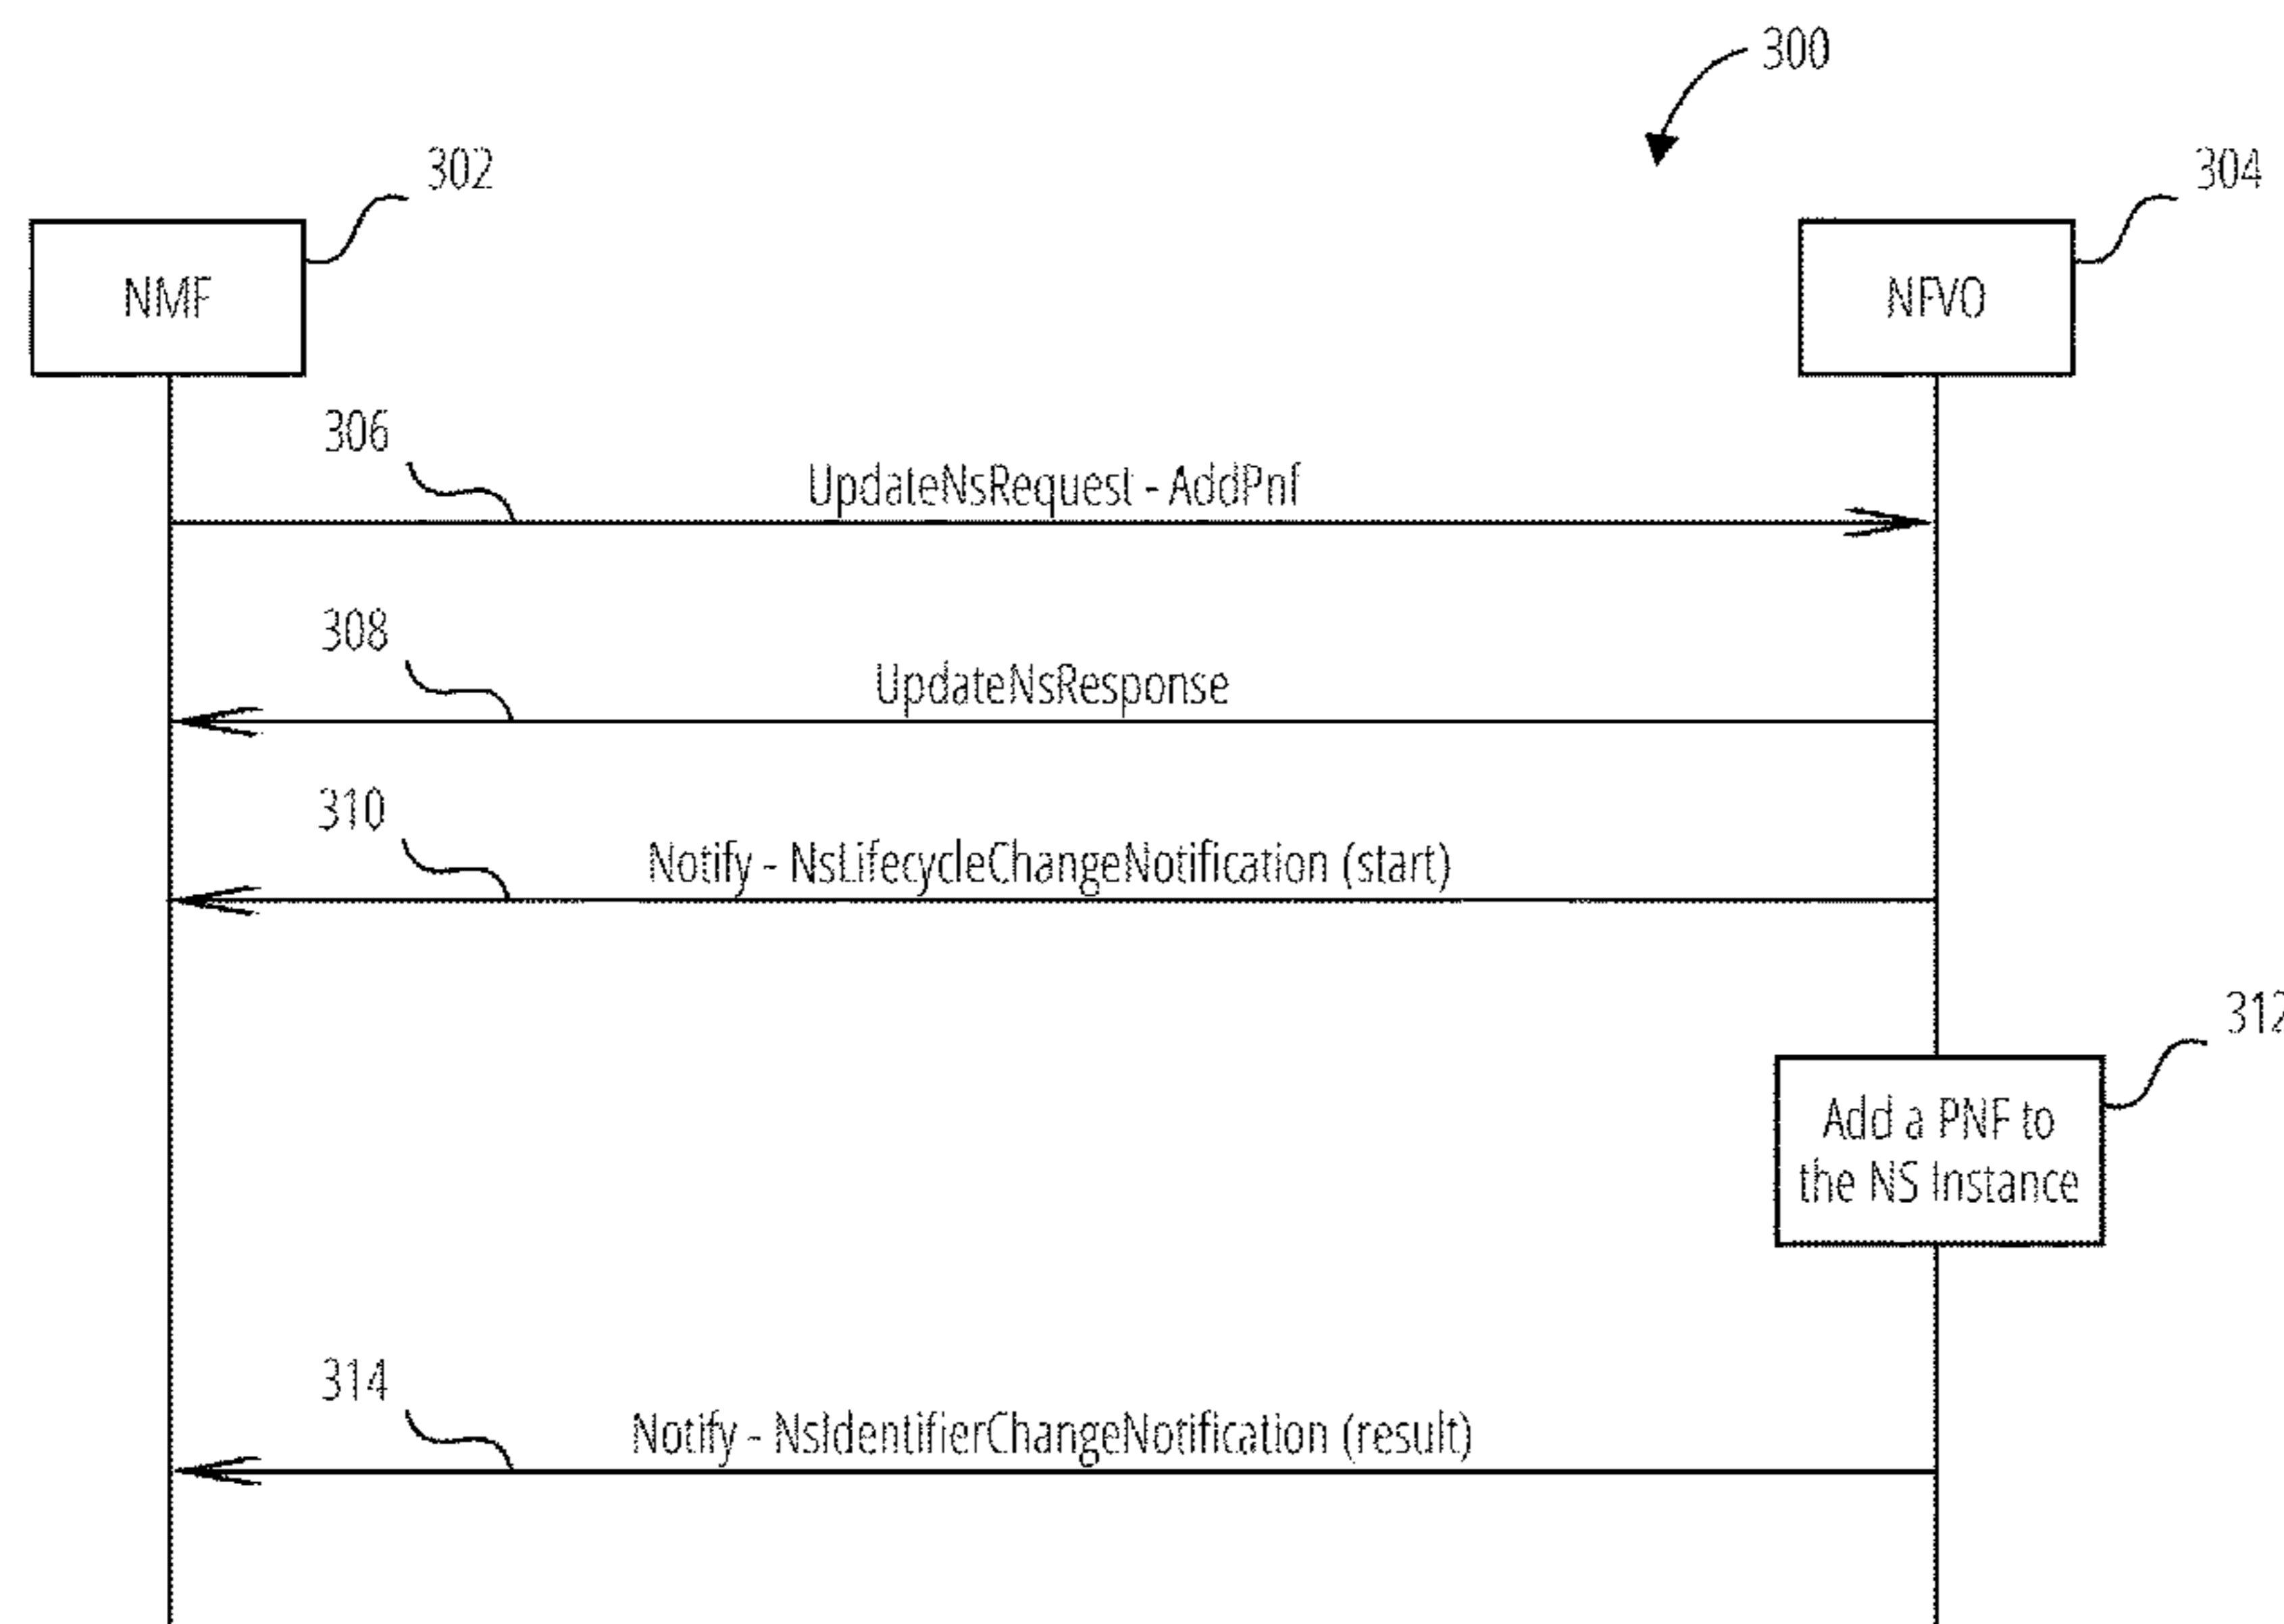 300
302
304
NMF
NFVO
306
UpdateNsRequest - AddPnf
308
UpdateNsResponse
310
Notify - NsLifecycleChangeNotification (start)
312
Add a PNF to
the NS Instance
314
Notify - NsIdentifierChangeNotification (result)